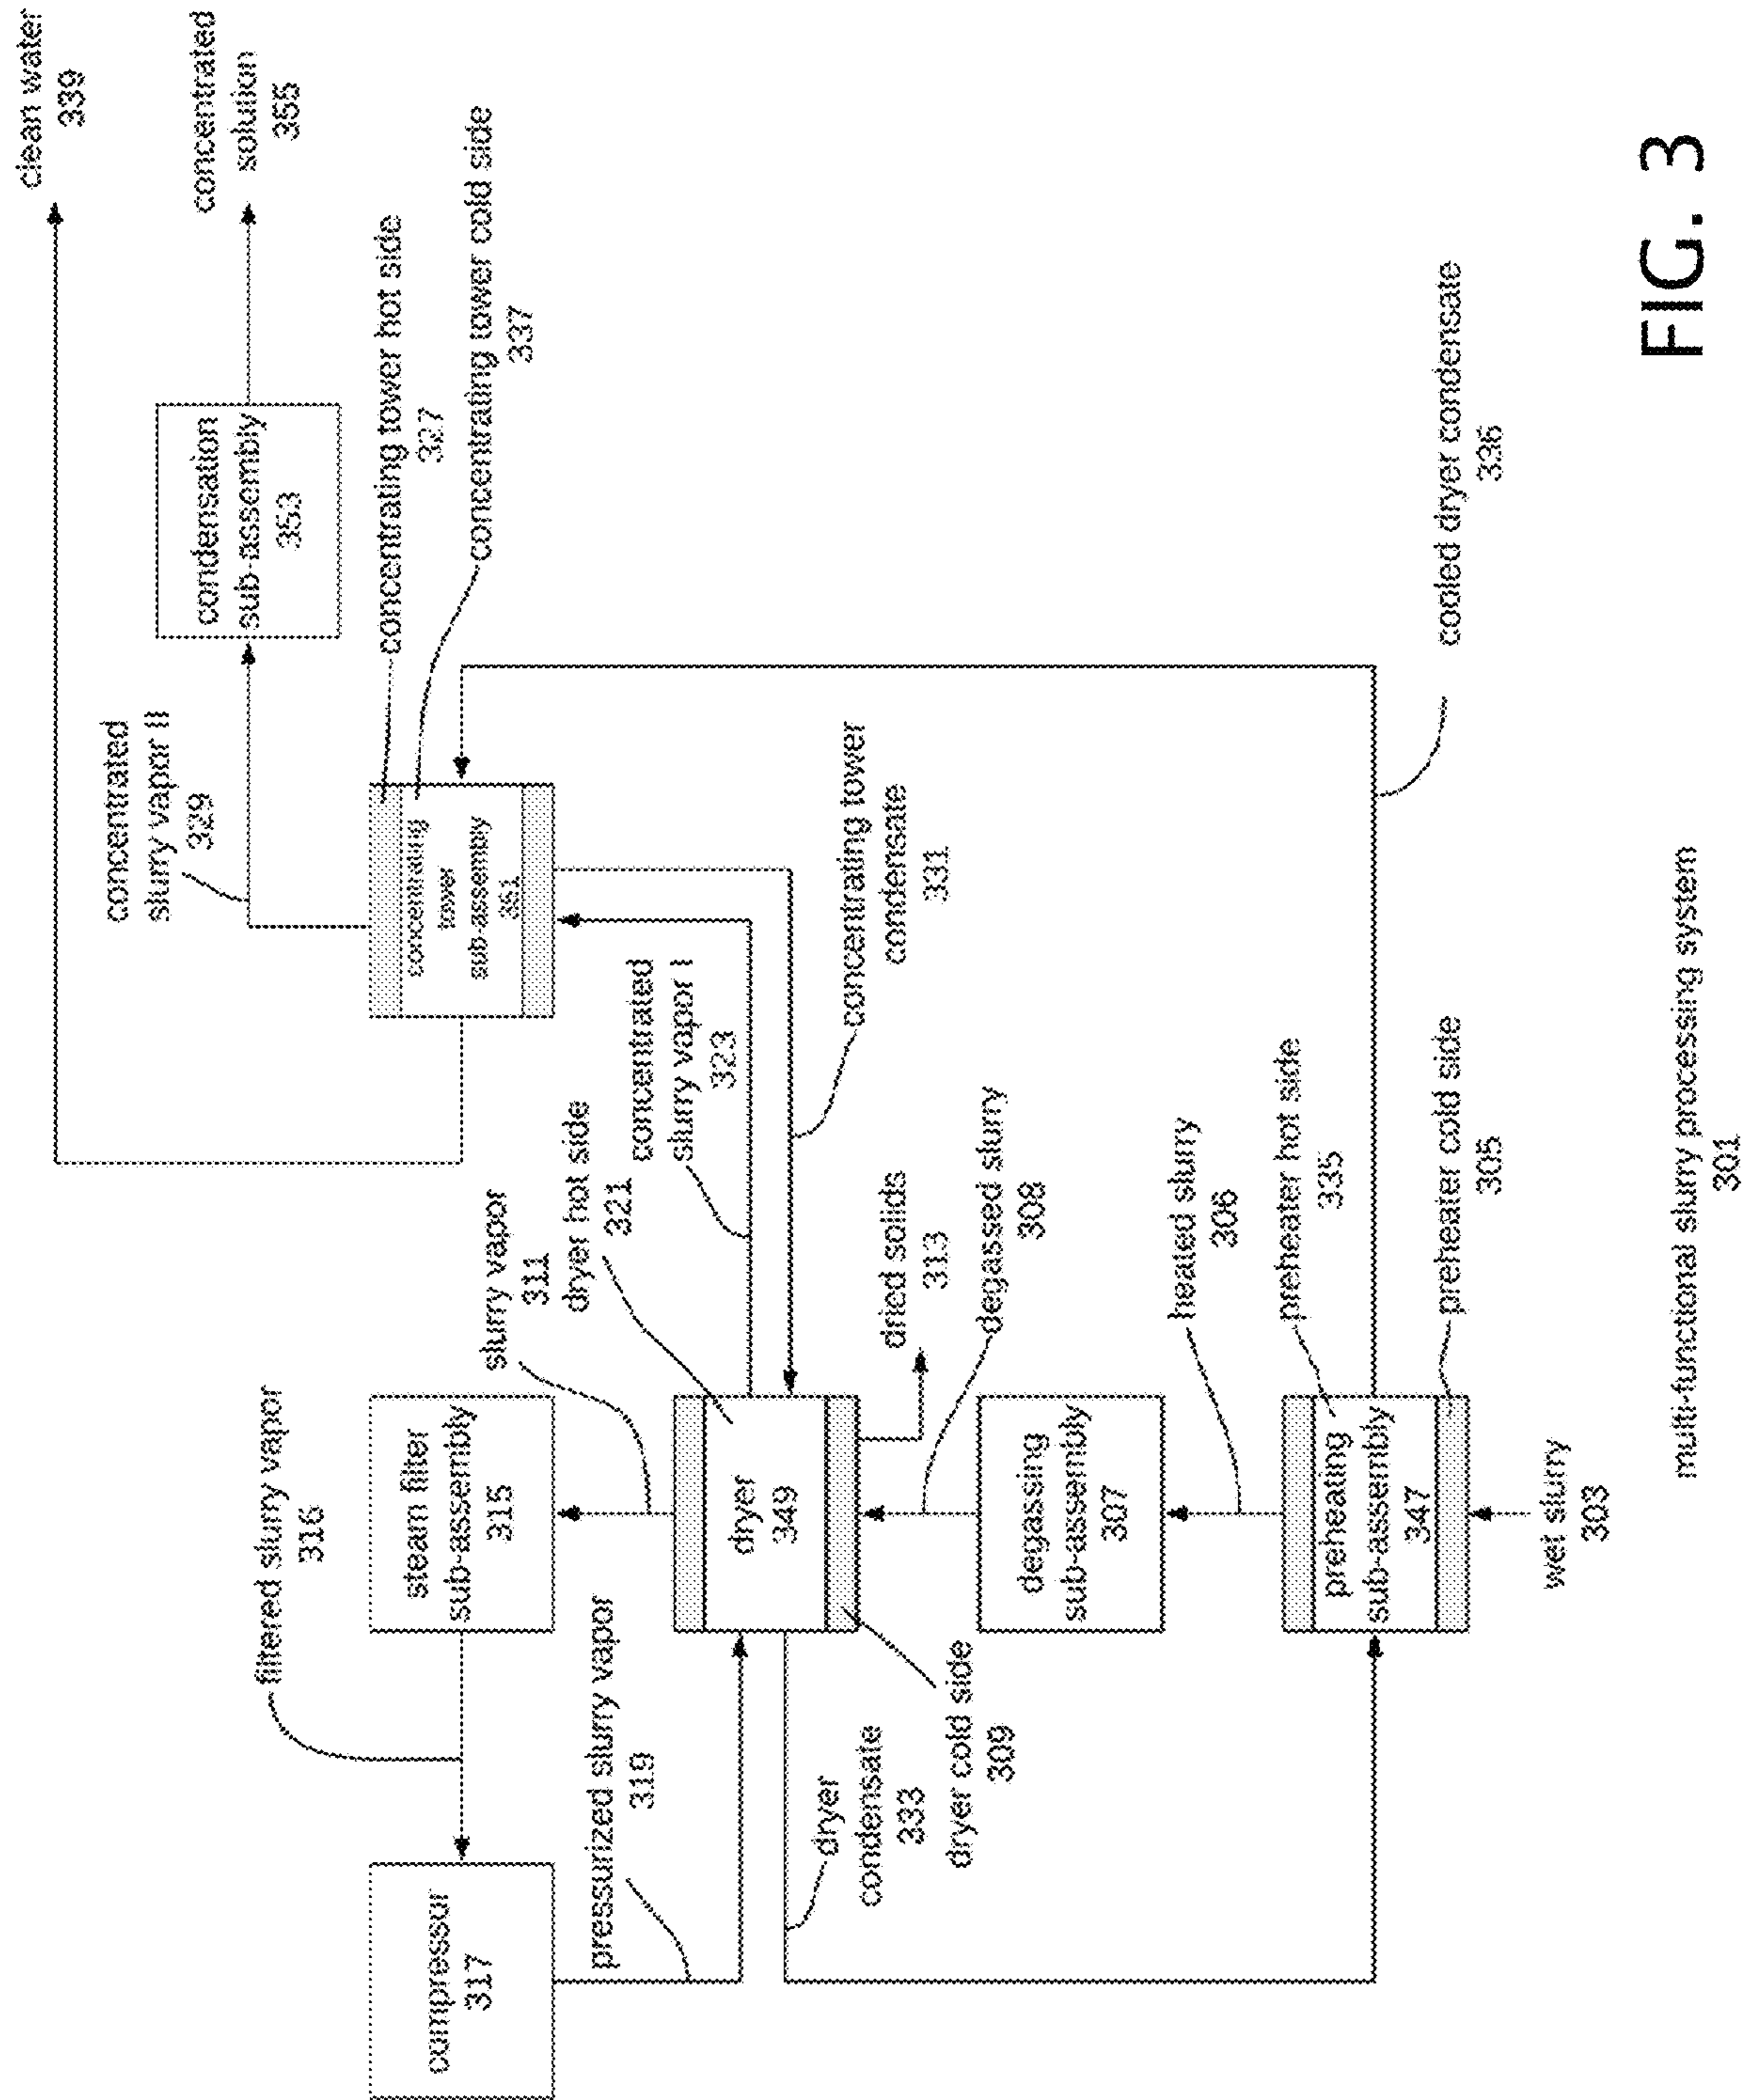 clean water
339
concentrated
solution
355
condensation
sub-assembly
353
concentrated
slurry vapor II
329
concentrating tower hot side
327
concentrating tower cold side
337
concentrating
tower
sub-assembly
351
concentrated
slurry vapor I
323
concentrating tower
condensate
331
filtered slurry vapor
316
steam filter
sub-assembly
315
slurry vapor
311
dryer hot side
321
compressor
317
pressurized slurry vapor
319
dryer
349
dried solids
313
degassed slurry
308
dryer
condensate
333
dryer cold side
309
degassing
sub-assembly
307
heated slurry
306
preheater hot side
335
preheating
sub-assembly
347
preheater cold side
305
wet slurry
303
cooled dryer condensate
336
multi-functional slurry processing system
301
FIG. 3